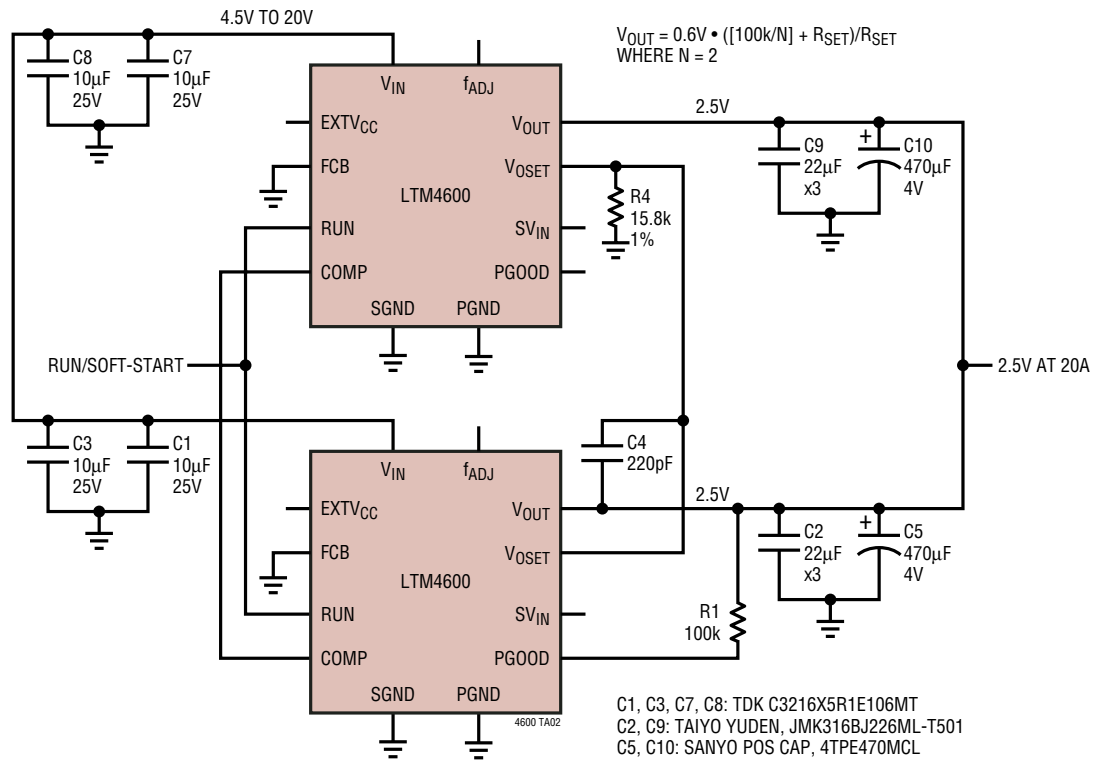 4.5V TO 20V
VOUT = 0.6V • ([100k/N] + RSET)/RSET
WHERE N = 2
C8
10µF
25V
C7
10µF
25V
VIN
fADJ
EXTVCC
FCB
RUN
COMP
LTM4600
VOUT
VOSET
SVIN
PGOOD
SGND
PGND
2.5V
R4
15.8k
1%
C9
22µF
x3
+
C10
470µF
4V
RUN/SOFT-START
2.5V AT 20A
C3
10µF
25V
C1
10µF
25V
C4
220pF
VIN
fADJ
EXTVCC
FCB
RUN
COMP
LTM4600
VOUT
VOSET
SVIN
PGOOD
SGND
PGND
2.5V
R1
100k
C2
22µF
x3
+
C5
470µF
4V
4600 TA02
C1, C3, C7, C8: TDK C3216X5R1E106MT
C2, C9: TAIYO YUDEN, JMK316BJ226ML-T501
C5, C10: SANYO POS CAP, 4TPE470MCL